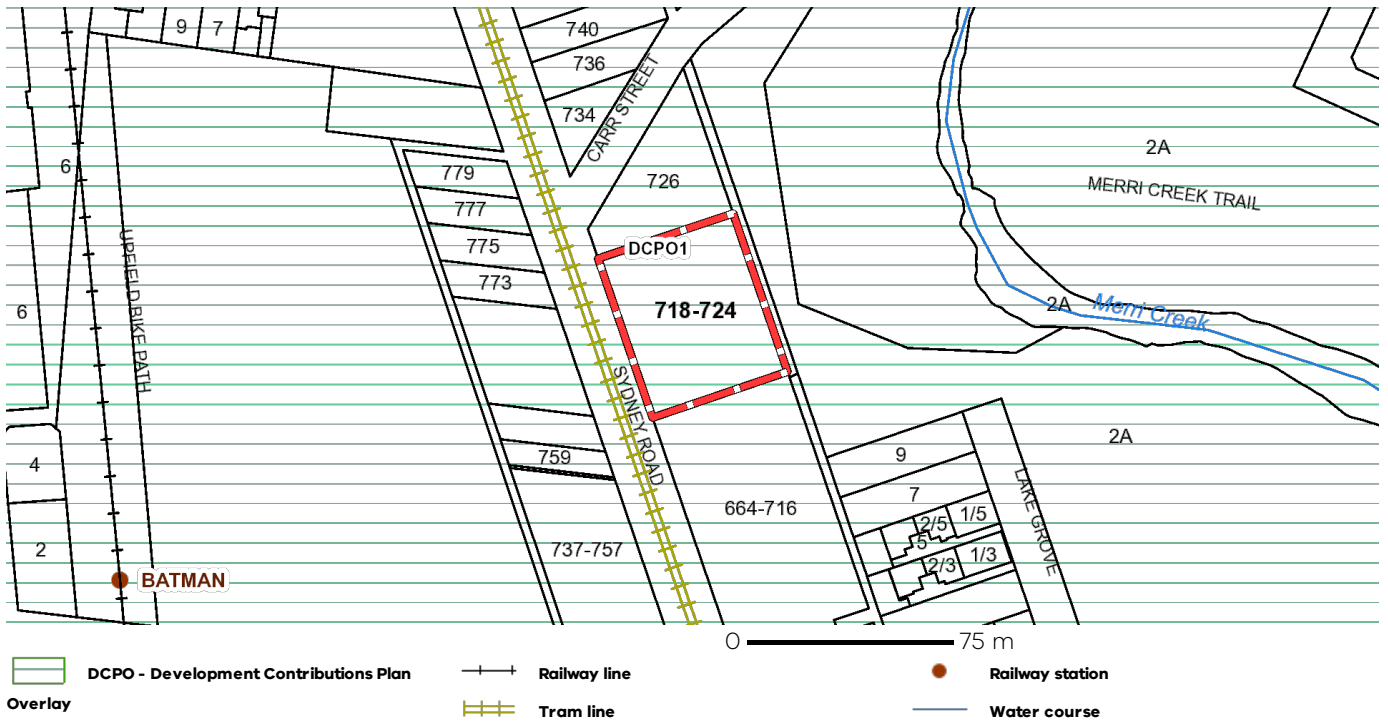 9 7
740
736
734
CARR STREET
6
779
777
775
773
726
2A
MERRI CREEK TRAIL
UPFIELD BIKE PATH
DCPO1
718-724
6
2A
Merri Creek
SYDNEY ROAD
759
4
2A
9
7
LAKE GROVE
664-716
2/5
1/5
5
2/3
1/3
2
737-757
BATMAN
0 75 m
DCPO - Development Contributions Plan
Overlay
Railway line
Tram line
Railway station
Water course